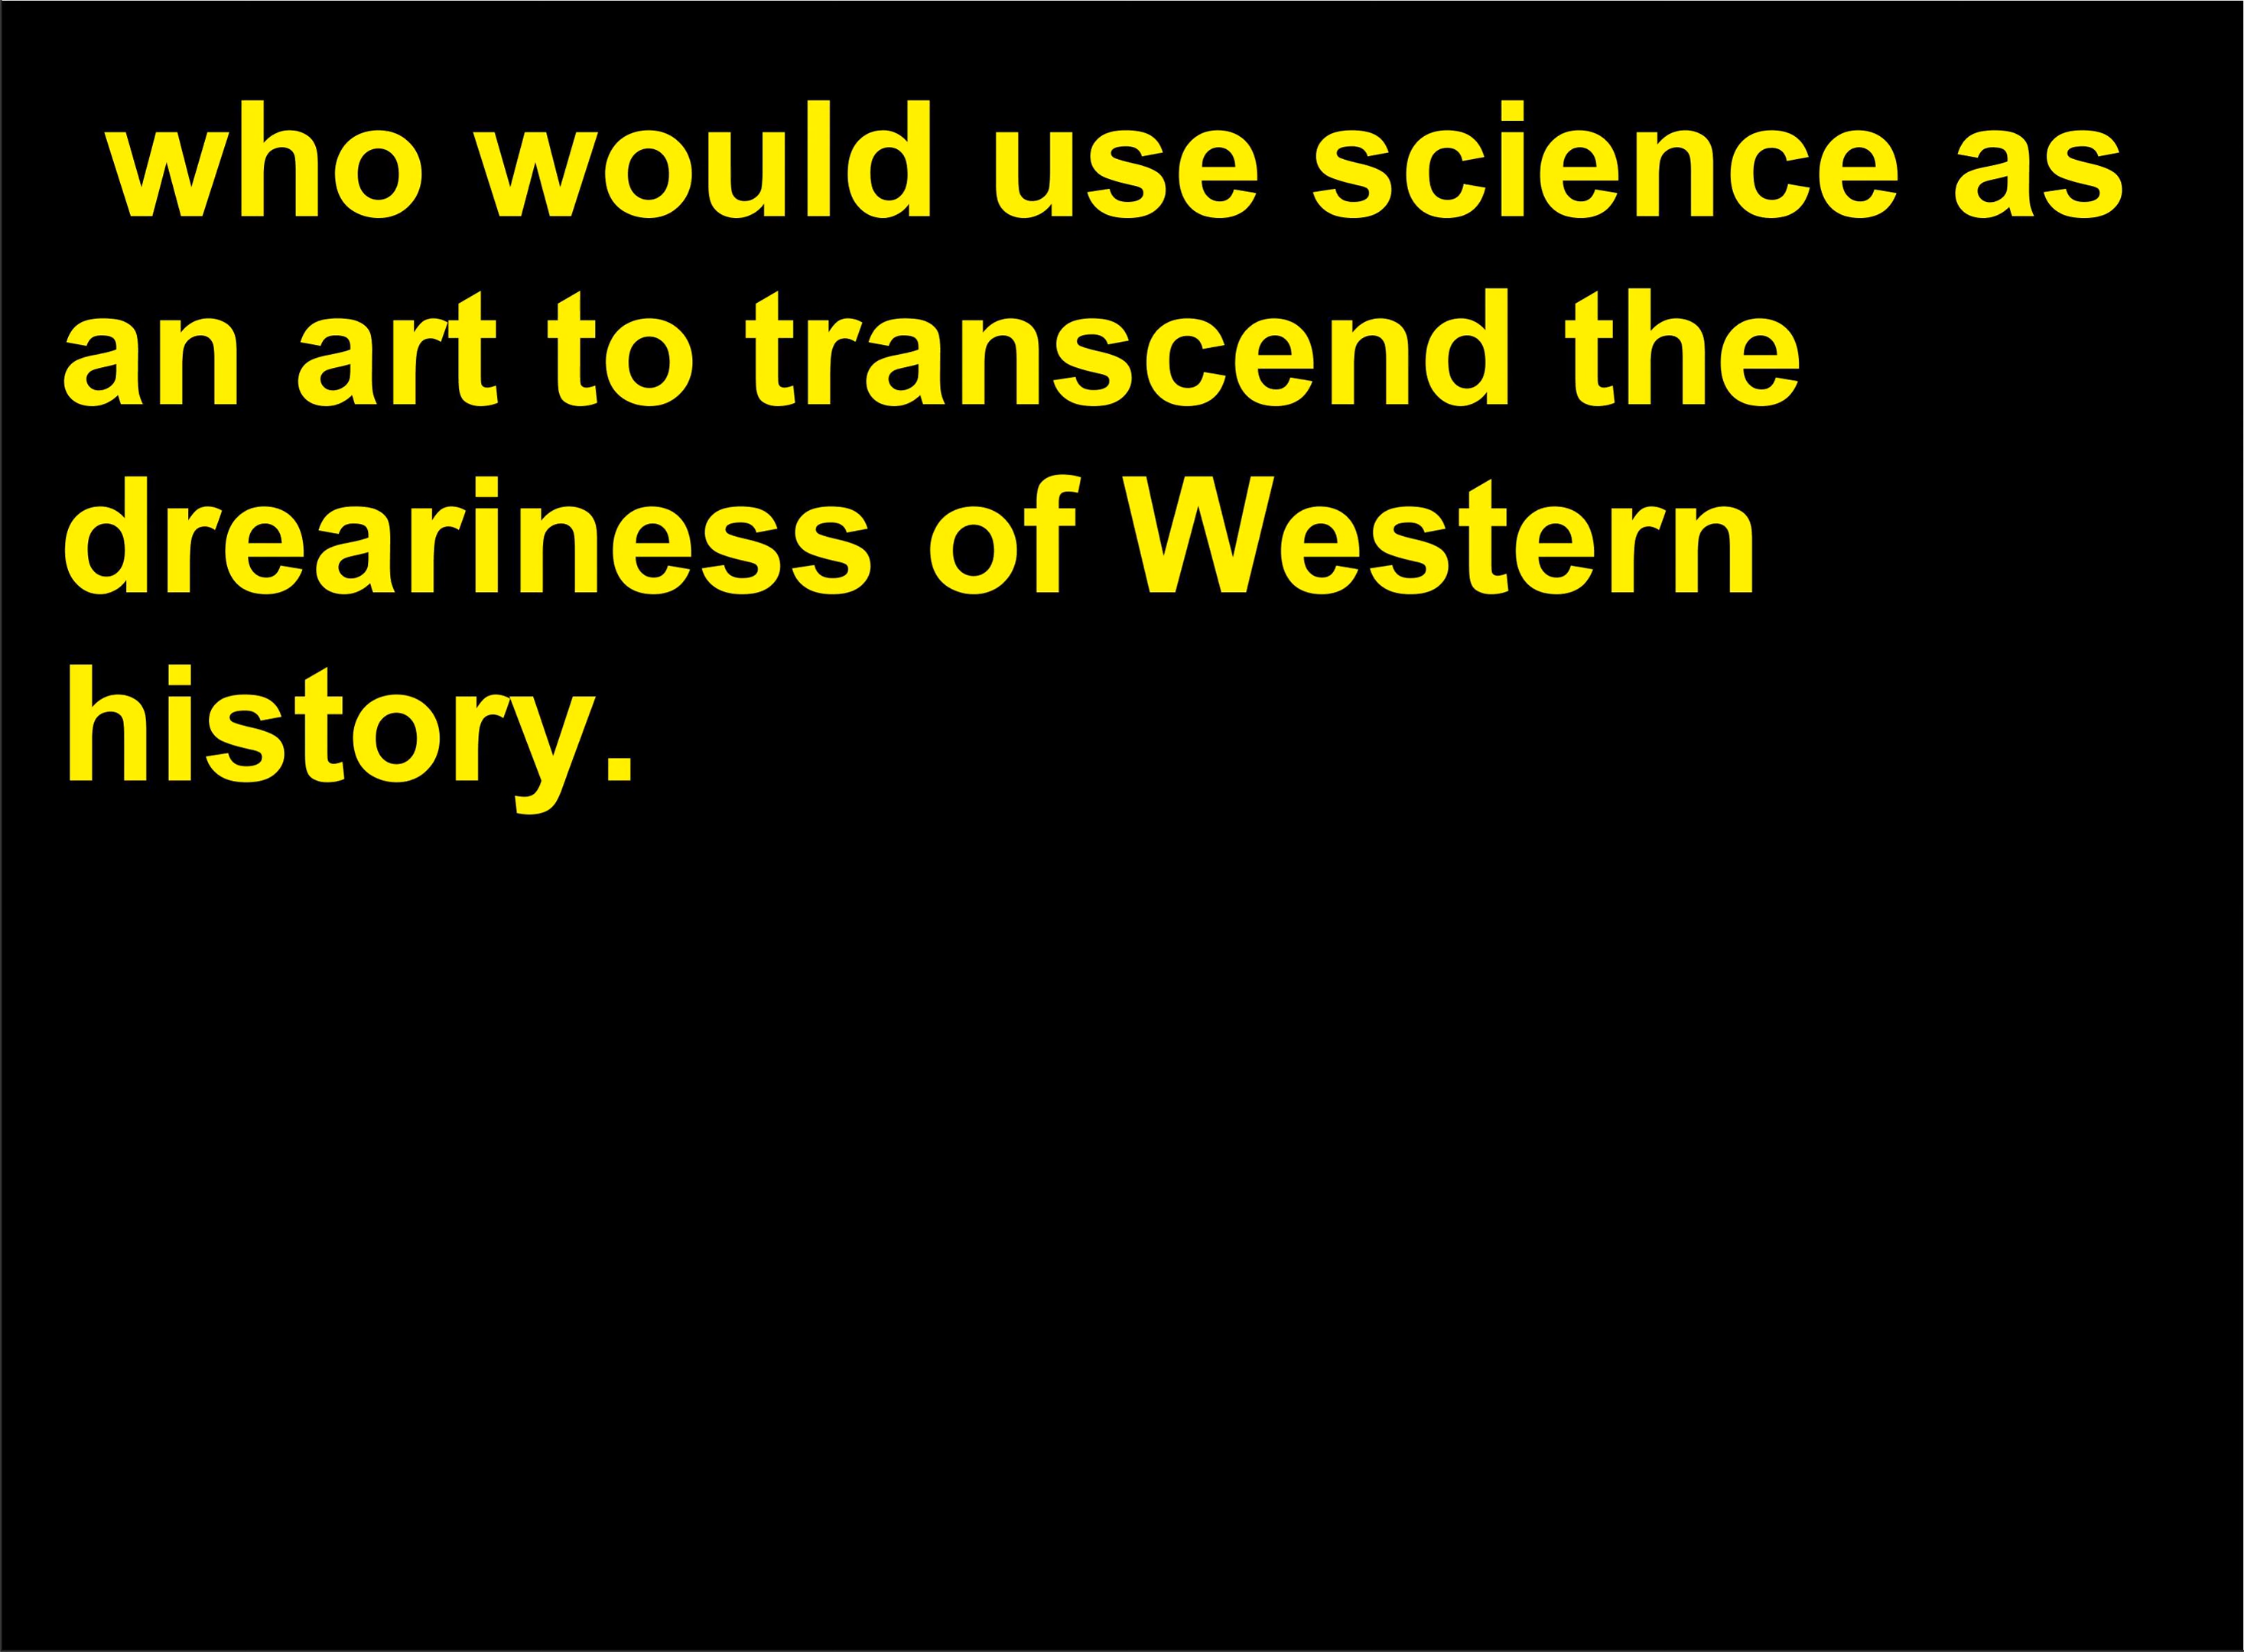 who would use science as
an art to transcend the
dreariness of Western
history.